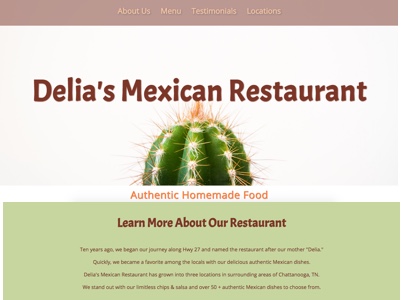 About Us Menu Testimonials Locations
Delia's Mexican Restaurant
Authentic Homemade Food
Learn More About Our Restaurant
Ten years ago, we began our journey along Hwy 27 and named the restaurant after our mother "Delia."
Quickly, we became a favorite among the locals with our delicious authentic Mexican dishes.
Delia's Mexican Restaurant has grown into three locations in surrounding areas of Chattanooga, TN.
We stand out with our limitless chips & salsa and over 50 + authentic Mexican dishes to choose from.